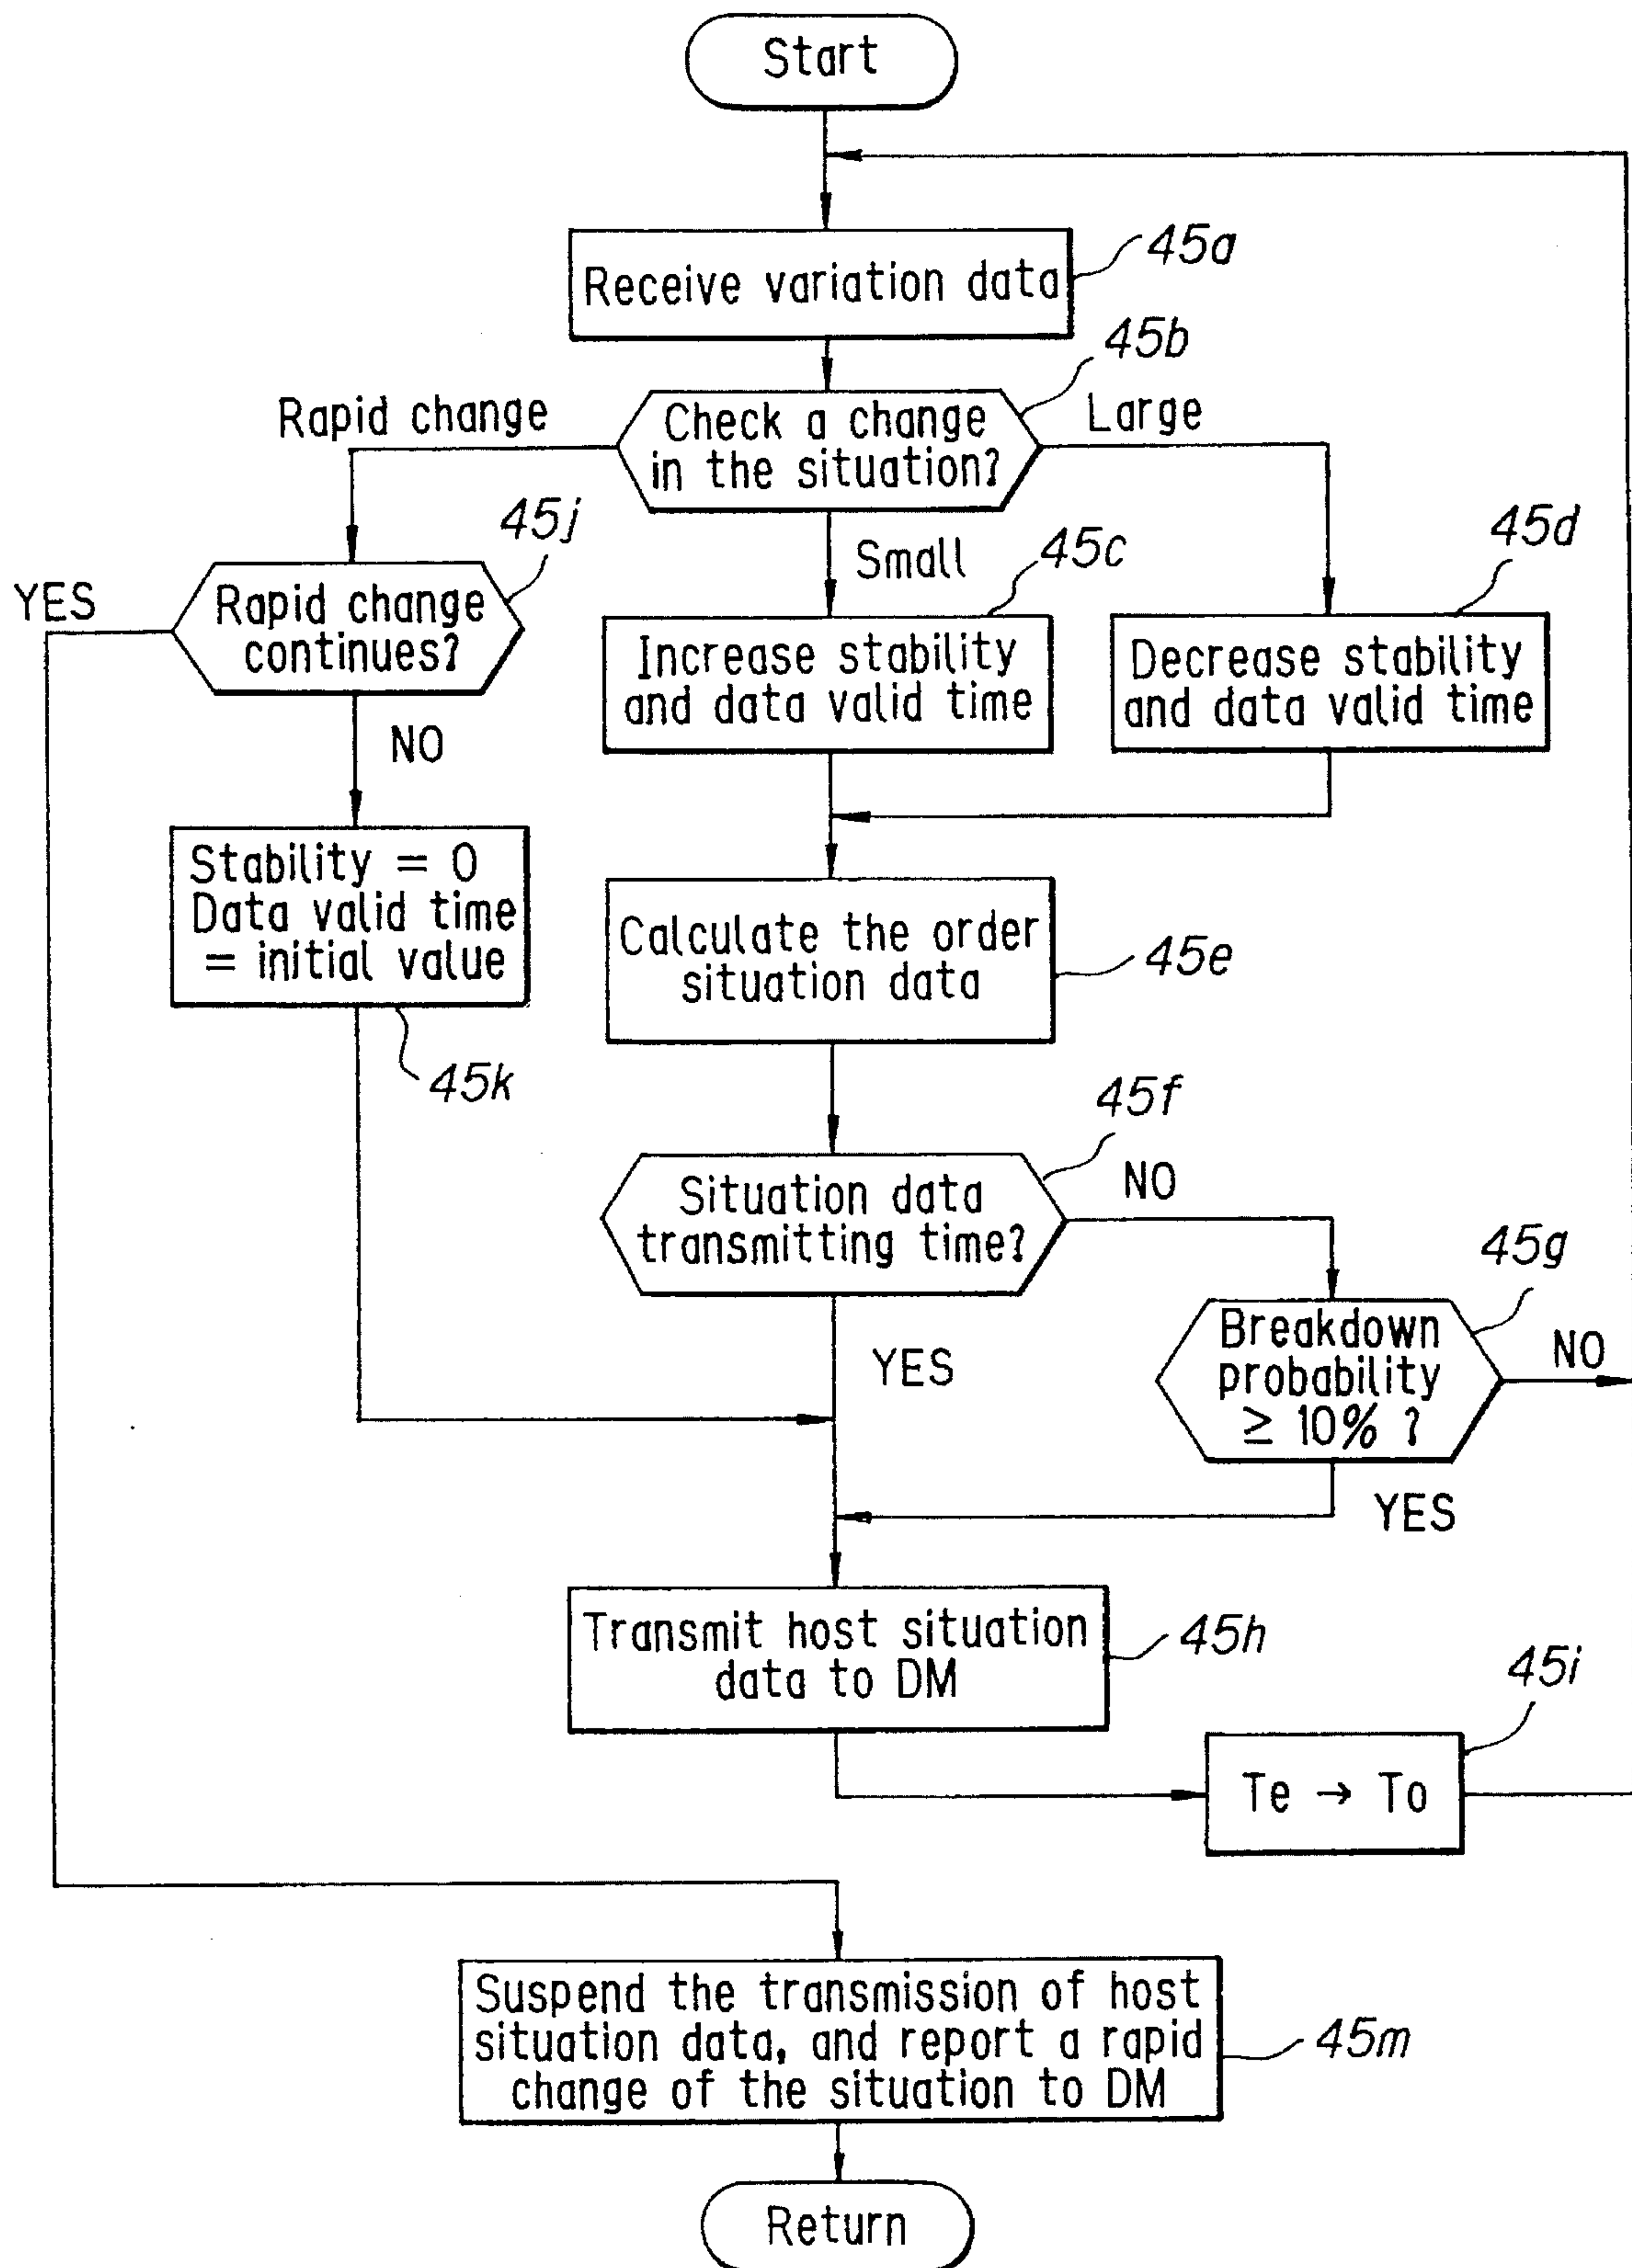 Start
Receive variation data
45a
Check a change
in the situation?
45b
Rapid change
Large
Small
Rapid change
continues?
45j
YES
NO
Increase stability
and data valid time
45c
Decrease stability
and data valid time
45d
Stability = 0
Data valid time
= initial value
45k
Calculate the order
situation data
45e
Situation data
transmitting time?
45f
NO
YES
Breakdown
probability
≥ 10% ?
45g
NO
YES
Transmit host situation
data to DM
45h
Te → To
45i
Suspend the transmission of host
situation data, and report a rapid
change of the situation to DM
45m
Return